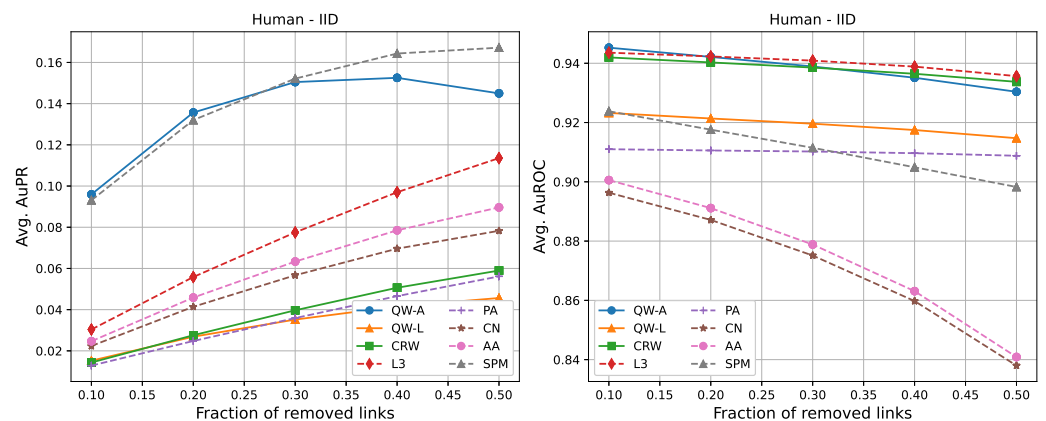 Human - IID
Avg. AuPR
0.16
0.14
0.12
0.10
0.08
0.06
0.04
0.02
QW-A
QW-L
CRW
L3
PA
CN
AA
SPM
0.10 0.15 0.20 0.25 0.30 0.35 0.40 0.45 0.50
Fraction of removed links
Human - IID
Avg. AuROC
0.94
0.92
0.90
0.88
0.86
0.84
QW-A
QW-L
CRW
L3
PA
CN
AA
SPM
0.10 0.15 0.20 0.25 0.30 0.35 0.40 0.45 0.50
Fraction of removed links